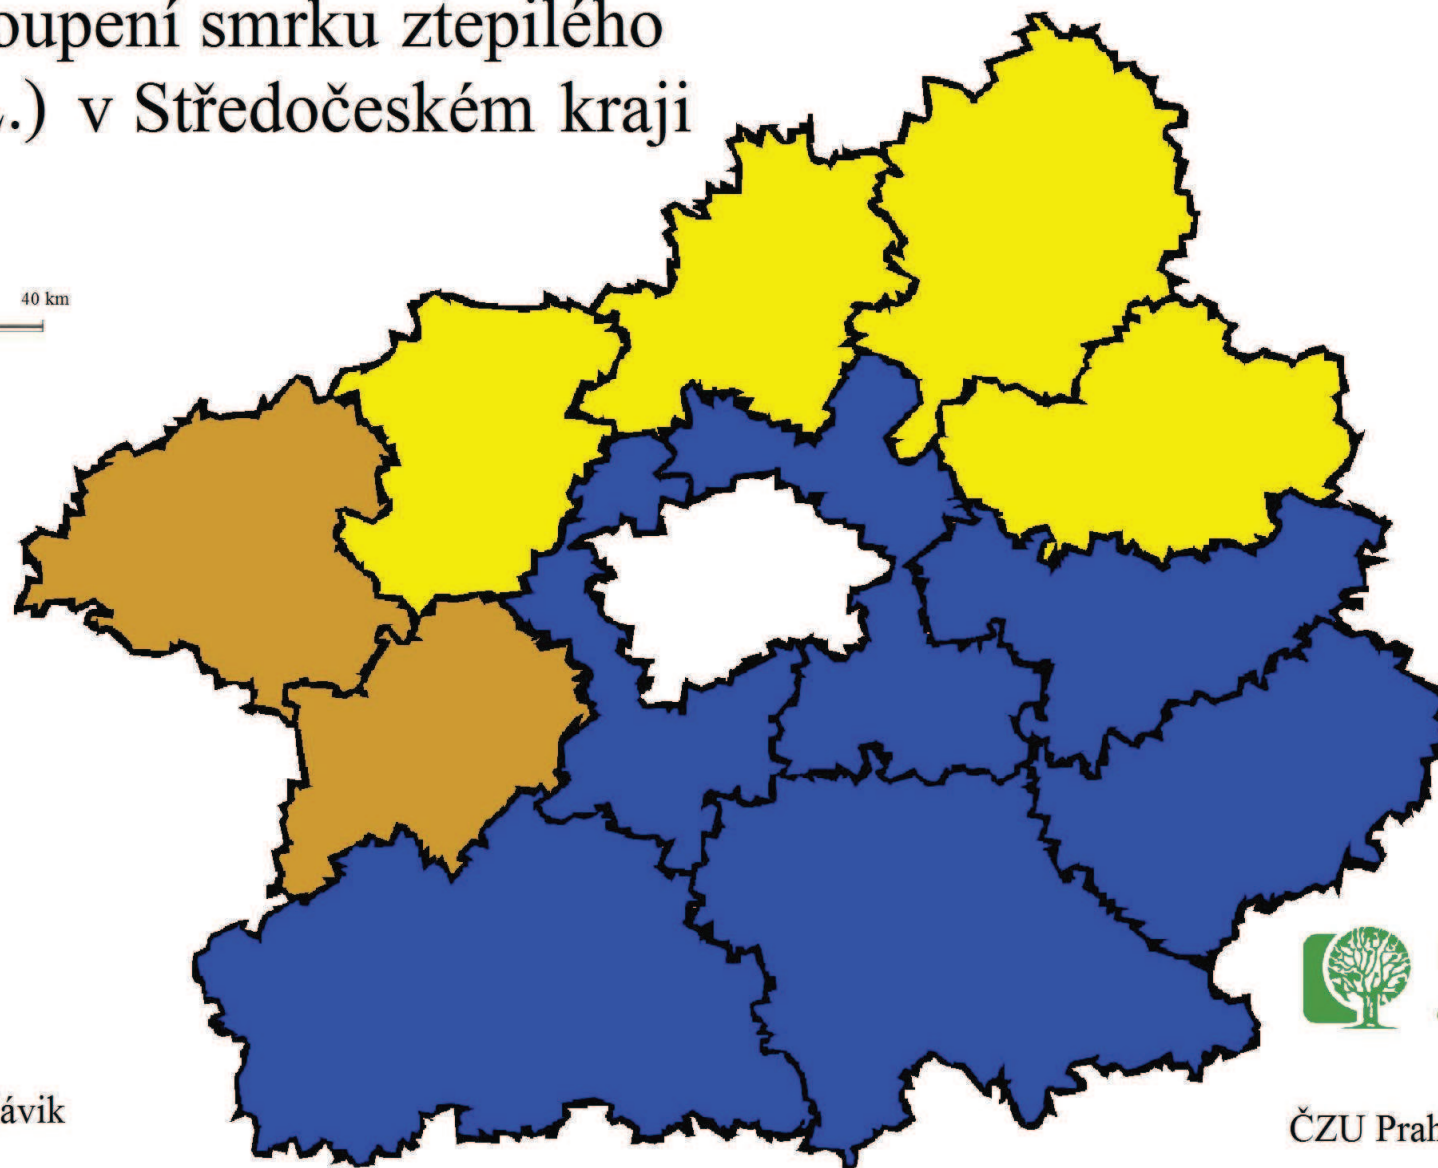 oupení smrku ztepilého
.) v Středočeském kraji
40 km
ávik
ČZU Prah